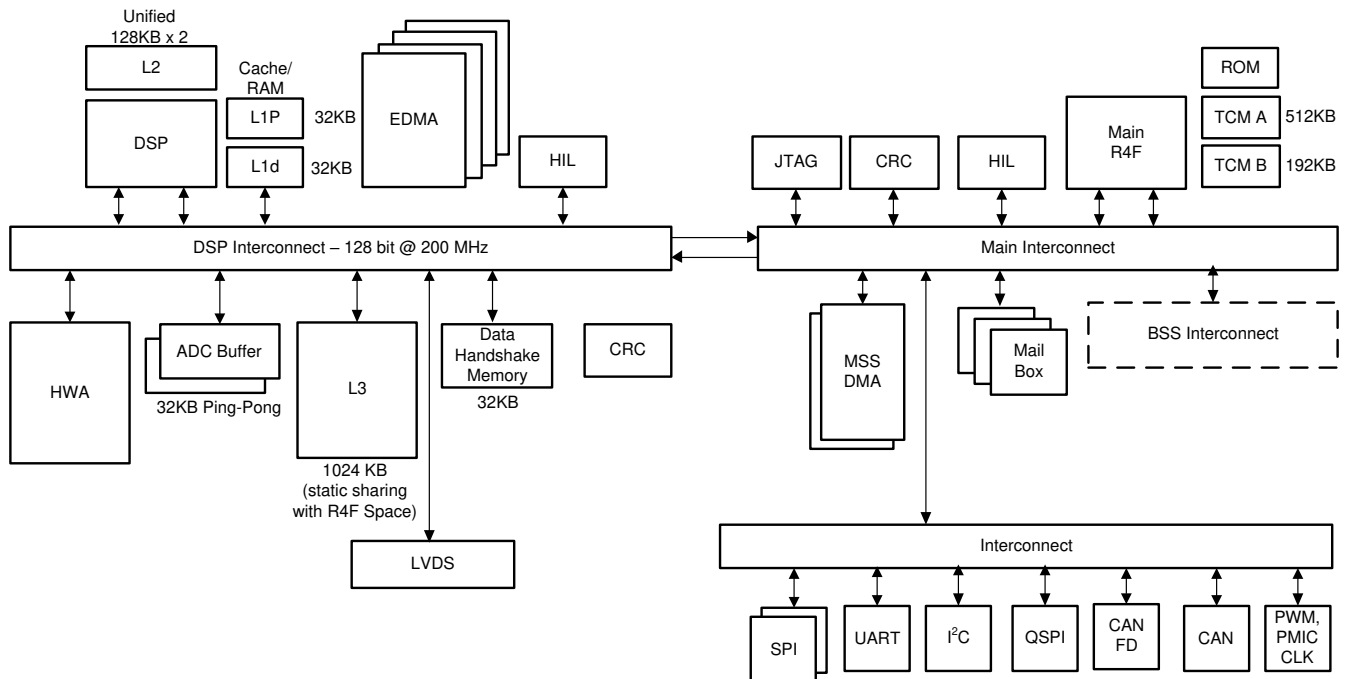 Unified
128KB x 2
L2
Cache/
RAM
DSP
L1P
32KB
L1d
32KB
EDMA
HIL
JTAG
CRC
HIL
Main
R4F
ROM
TCM A
512KB
TCM B
192KB
DSP Interconnect – 128 bit @ 200 MHz
Main Interconnect
HWA
ADC Buffer
32KB Ping-Pong
L3
1024 KB
(static sharing
with R4F Space)
Data
Handshake
Memory
32KB
CRC
LVDS
MSS
DMA
Mail
Box
BSS Interconnect
Interconnect
SPI
UART
I²C
QSPI
CAN
FD
CAN
PWM,
PMIC
CLK